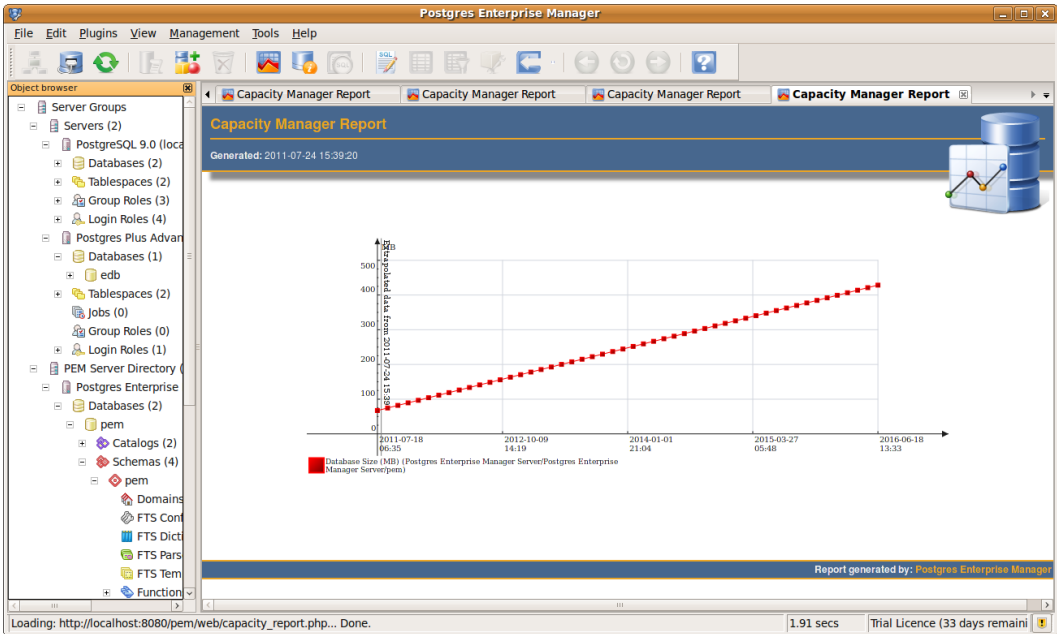 Postgres Enterprise Manager
File Edit Plugins View Management Tools Help
Object browser
Server Groups
Servers (2)
PostgreSQL 9.0 (loca
Databases (2)
Tablespaces (2)
Group Roles (3)
Login Roles (4)
Postgres Plus Advan
Databases (1)
edb
Tablespaces (2)
Jobs (0)
Group Roles (0)
Login Roles (1)
PEM Server Directory (
Postgres Enterprise
Databases (2)
pem
Catalogs (2)
Schemas (4)
pem
Domains
FTS Conf
FTS Dicti
FTS Pars
FTS Tem
Function
SQL
Capacity Manager Report Capacity Manager Report Capacity Manager Report Capacity Manager Report
Capacity Manager Report
Generated: 2011-07-24 15:39:20
MB
Extrapolated data from 2011-07-24 15:39
500
400
300
200
100
0
2011-07-18 2012-10-09 2014-01-01 2015-03-27 2016-06-18
06:35 14:19 21:04 05:48 13:33
Database Size (MB) (Postgres Enterprise Manager Server/Postgres Enterprise
Manager Server/pem)
Report generated by: Postgres Enterprise Manager
Loading: http://localhost:8080/pem/web/capacity_report.php... Done. 1.91 secs Trial Licence (33 days remaini